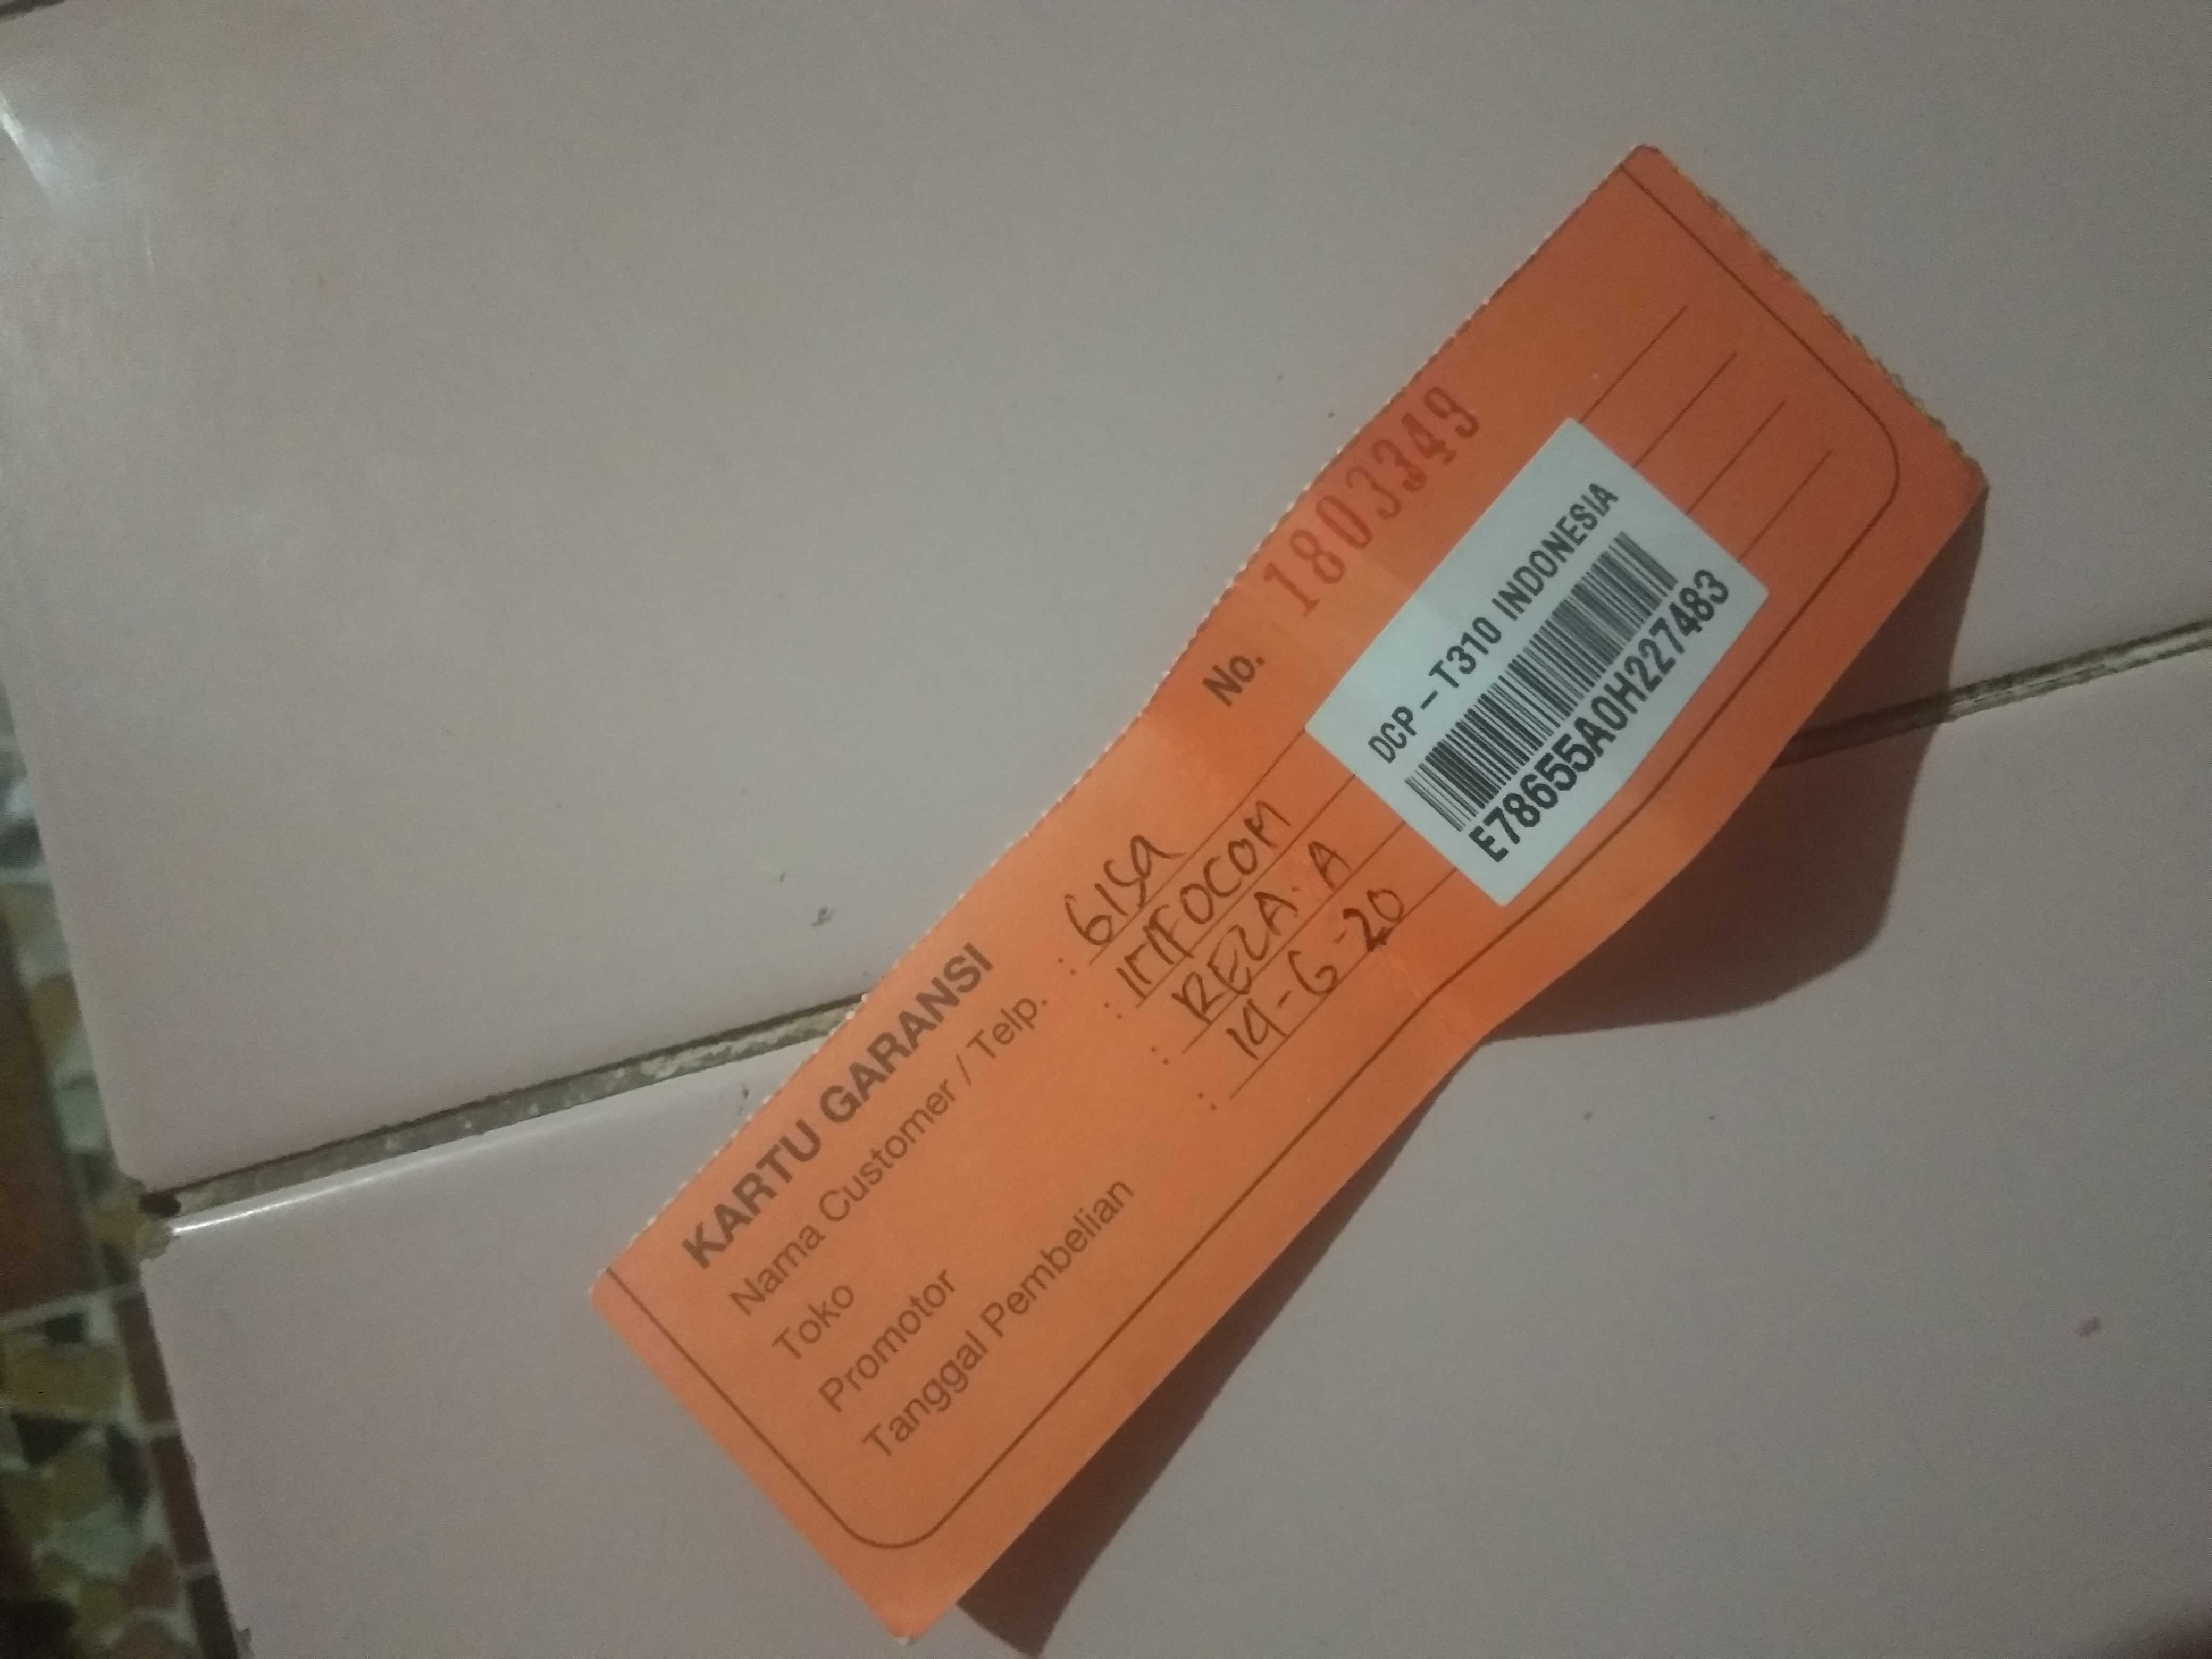 KARTU GARANSI No. 1803349
Nama Customer / Telp. : GISA
Toko : INFOCOM
Promotor : REZA. A
Tanggal Pembelian : 19-6-20
DCP-T310 INDONESIA
E78655A0H227483